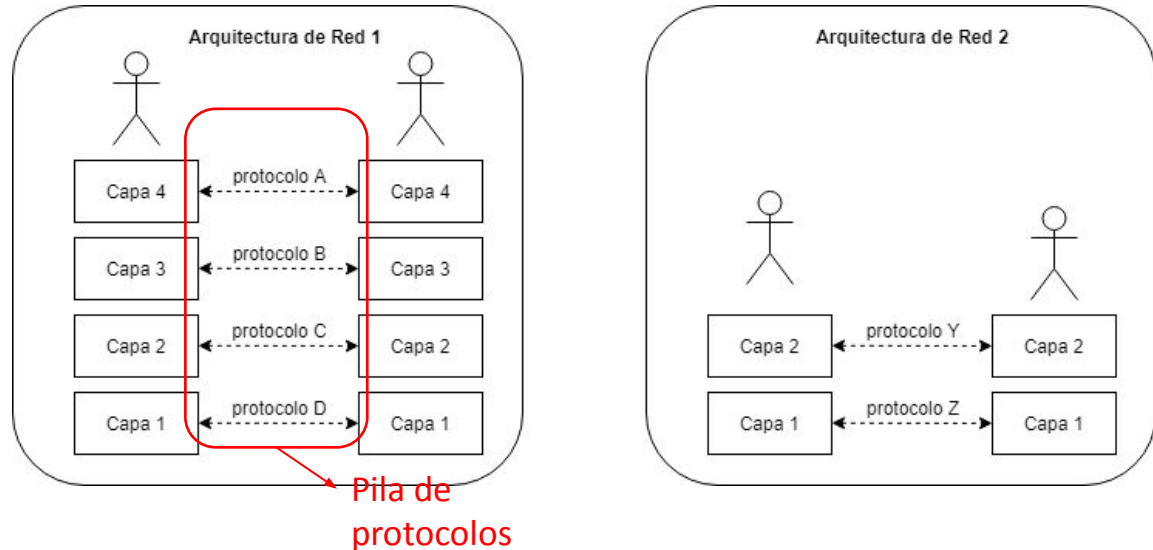 Arquitectura de Red 1
Capa 4
protocolo A
Capa 4
Capa 3
protocolo B
Capa 3
Capa 2
protocolo C
Capa 2
Capa 1
protocolo D
Capa 1
Pila de
protocolos
Arquitectura de Red 2
Capa 2
protocolo Y
Capa 2
Capa 1
protocolo Z
Capa 1